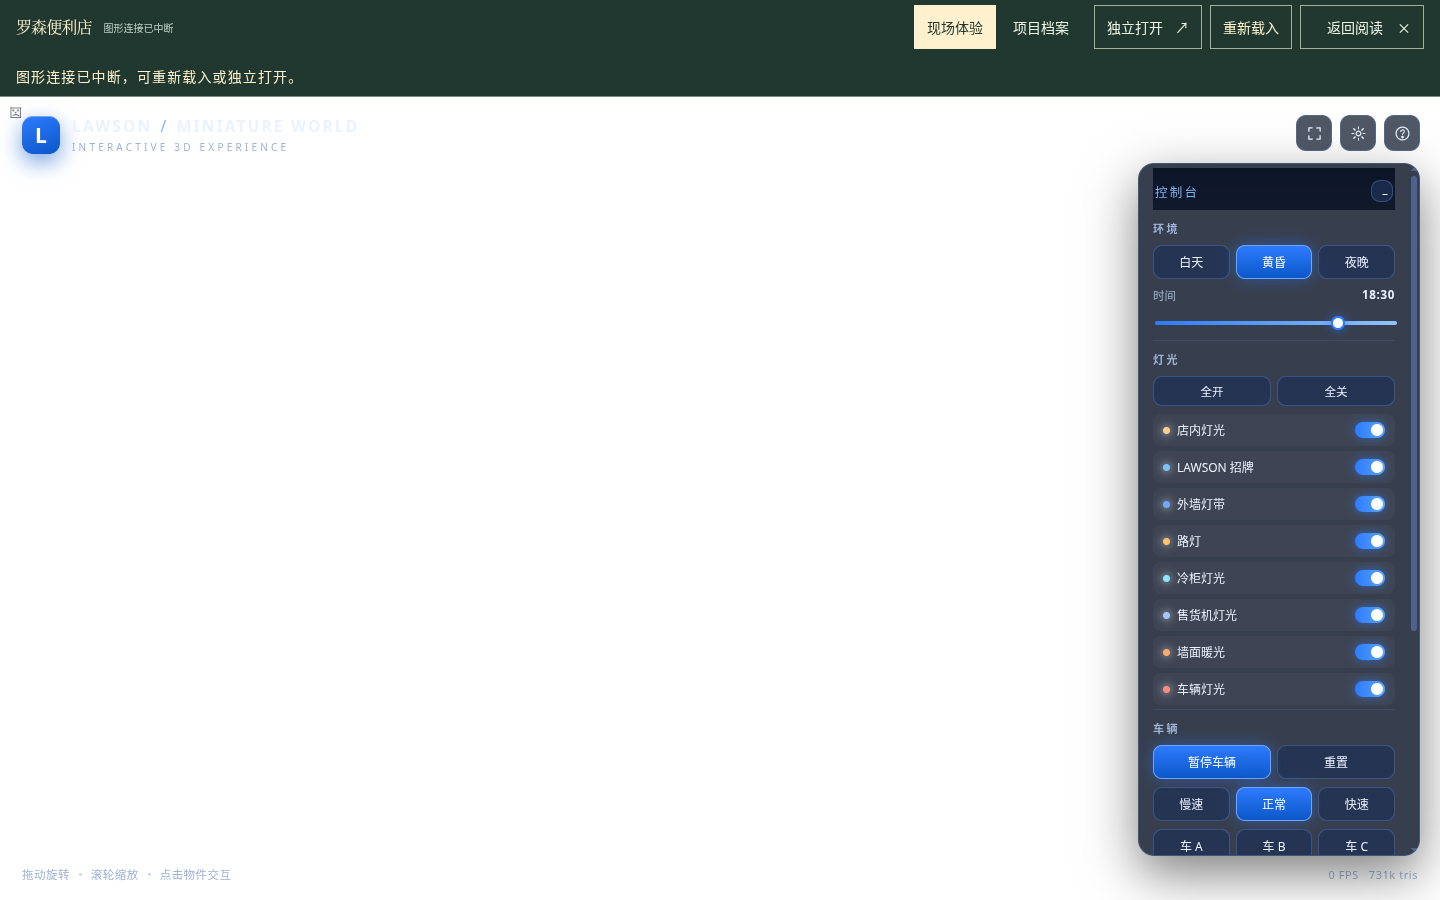 罗森便利店 图形连接已中断
现场体验 项目档案 独立打开 ↗ 重新载入 返回阅读 ×
图形连接已中断，可重新载入或独立打开。
L
LAWSON / MINIATURE WORLD
INTERACTIVE 3D EXPERIENCE
控制台
环境
白天 黄昏 夜晚
时间 18:30
灯光
全开 全关
店内灯光
LAWSON 招牌
外墙灯带
路灯
冷柜灯光
售货机灯光
墙面暖光
车辆灯光
车辆
暂停车辆 重置
慢速 正常 快速
车 A 车 B 车 C
拖动旋转 • 滚轮缩放 • 点击物件交互
0 FPS 731k tris